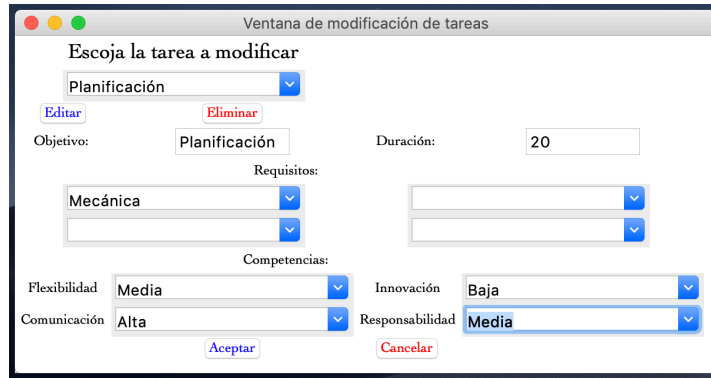 Ventana de modificación de tareas
Escoja la tarea a modificar
Planificación
Editar Eliminar
Objetivo: Planificación Duración: 20
Requisitos:
Mecánica
Competencias:
Flexibilidad Media Innovación Baja
Comunicación Alta Responsabilidad Media
Aceptar Cancelar